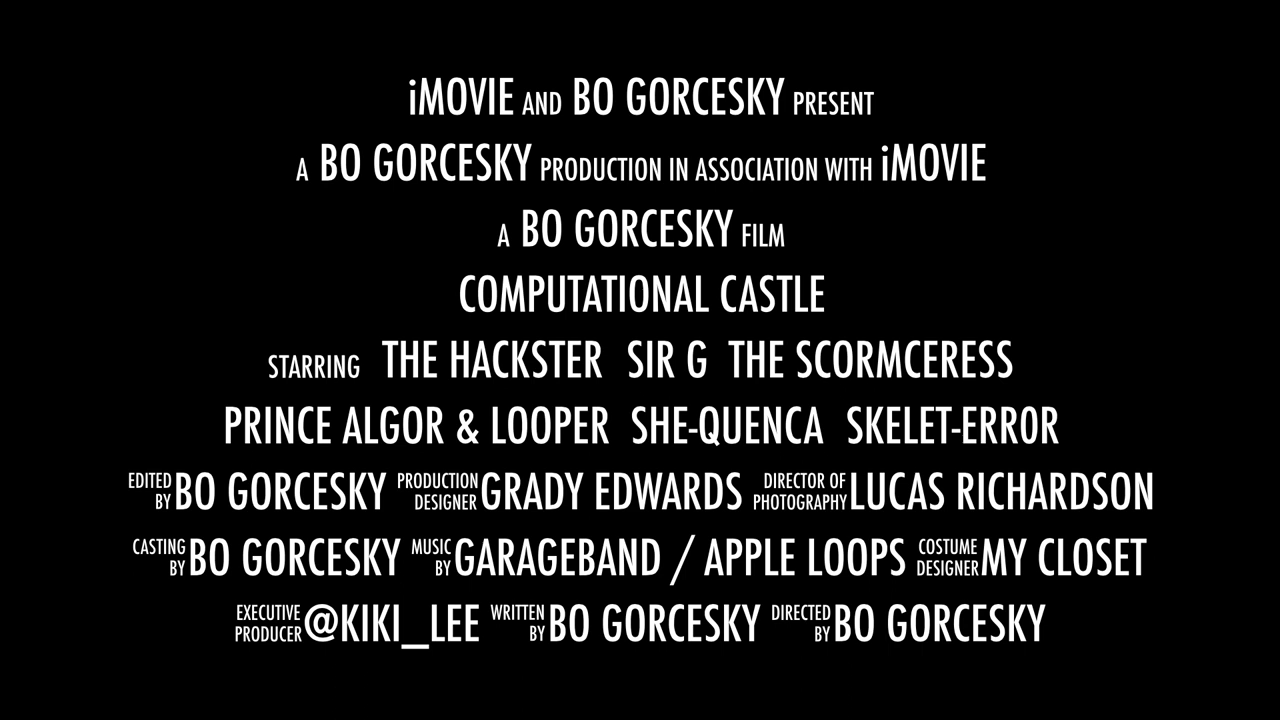 iMOVIE AND BO GORCESKY PRESENT
A BO GORCESKY PRODUCTION IN ASSOCIATION WITH iMOVIE
A BO GORCESKY FILM
COMPUTATIONAL CASTLE
STARRING THE HACKSTER SIR G THE SCORMCERESS
PRINCE ALGOR & LOOPER SHE-QUENCA SKELET-ERROR
EDITED BY BO GORCESKY PRODUCTION DESIGNER GRADY EDWARDS DIRECTOR OF PHOTOGRAPHY LUCAS RICHARDSON
CASTING BY BO GORCESKY MUSIC BY GARAGEBAND / APPLE LOOPS COSTUME DESIGNER MY CLOSET
EXECUTIVE PRODUCER @KIKI_LEE WRITTEN BY BO GORCESKY DIRECTED BY BO GORCESKY